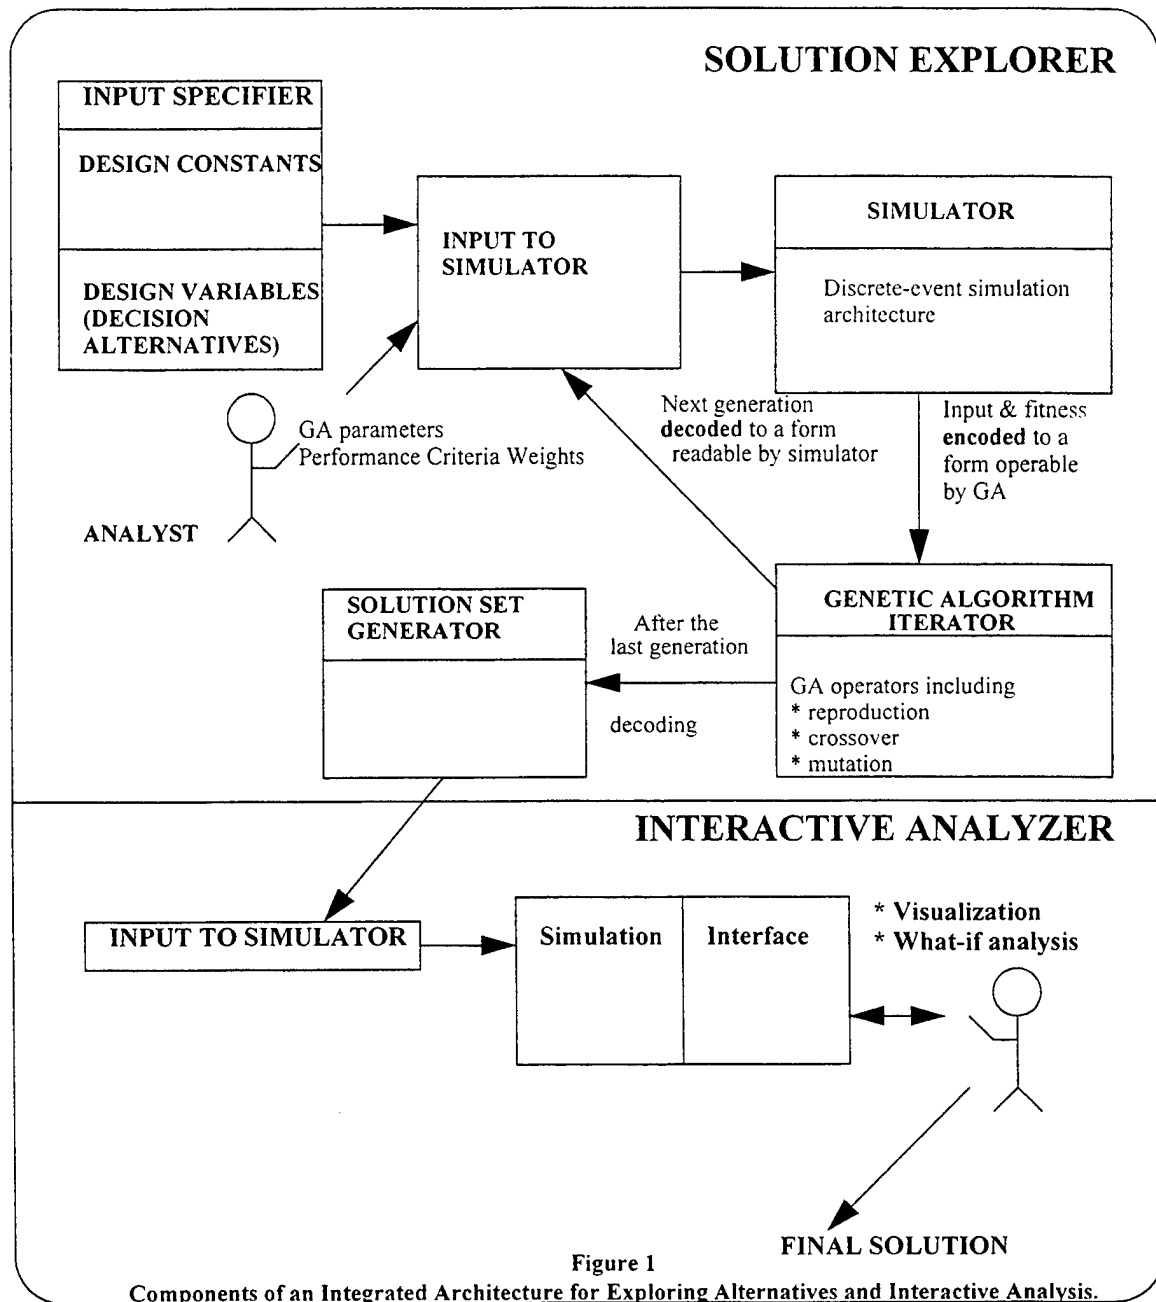 SOLUTION EXPLORER
INPUT SPECIFIER
DESIGN CONSTANTS
DESIGN VARIABLES
(DECISION
ALTERNATIVES)
INPUT TO
SIMULATOR
SIMULATOR
Discrete-event simulation
architecture
GA parameters
Performance Criteria Weights
ANALYST
Next generation
decoded to a form
readable by simulator
Input & fitness
encoded to a
form operable
by GA
SOLUTION SET
GENERATOR
After the
last generation
decoding
GENETIC ALGORITHM
ITERATOR
GA operators including
* reproduction
* crossover
* mutation
INTERACTIVE ANALYZER
INPUT TO SIMULATOR
Simulation
Interface
* Visualization
* What-if analysis
FINAL SOLUTION
Figure 1
Components of an Integrated Architecture for Exploring Alternatives and Interactive Analysis.